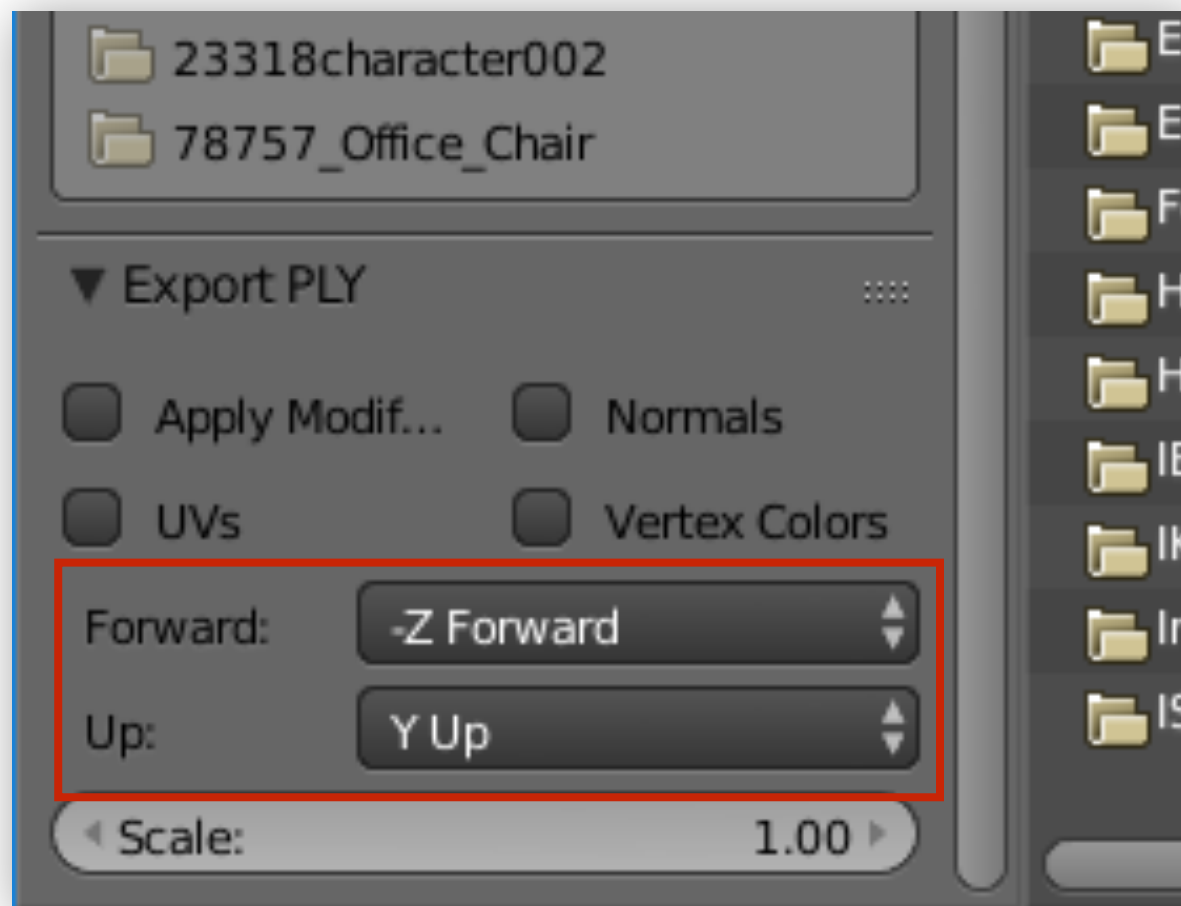 23318character002
78757_Office_Chair
Export PLY
Apply Modif... Normals
UVs Vertex Colors
Forward: -Z Forward
Up: Y Up
Scale: 1.00